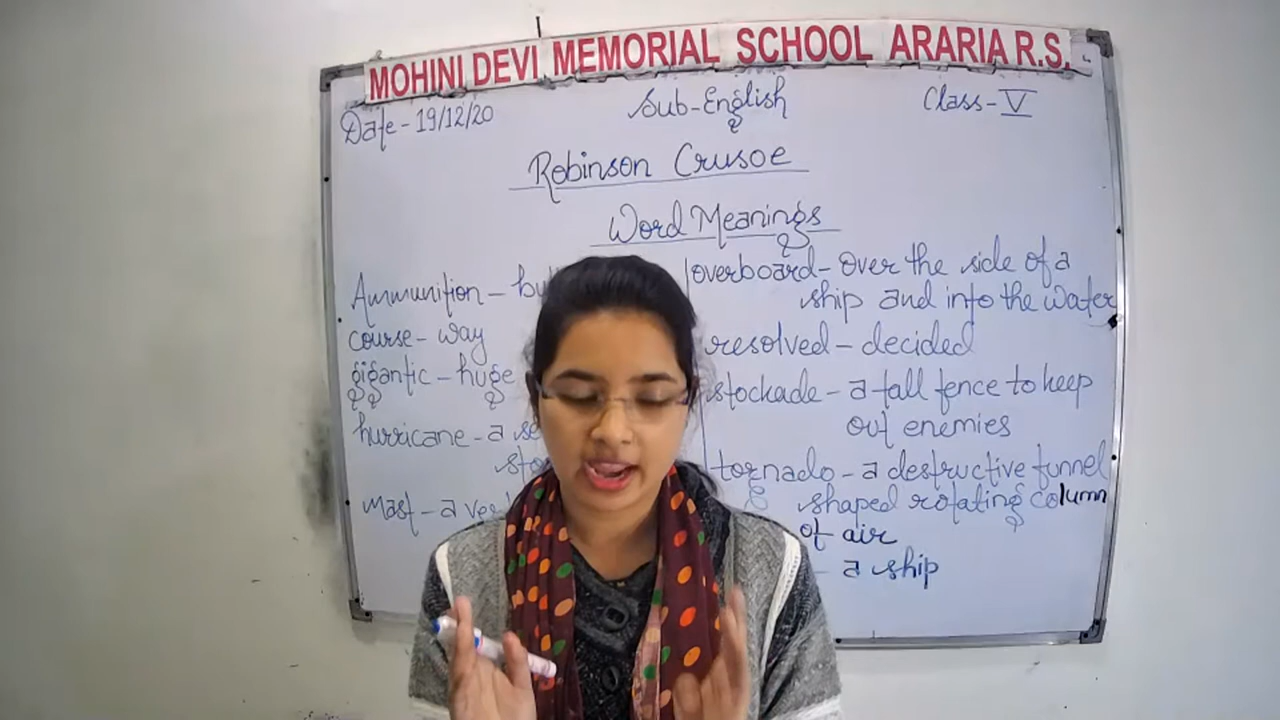 MOHINI DEVI MEMORIAL SCHOOL ARARIA R.S.
Date - 19/12/20
Sub-English
Class - V
Robinson Crusoe
Word Meanings
Ammunition -
course - way
gigantic - huge
hurricane - a
Mast - a
overboard - over the side of a
ship and into the water
resolved - decided
stockade - a tall fence to keep
out enemies
tornado - a destructive funnel
shaped rotating column
of air
- a ship